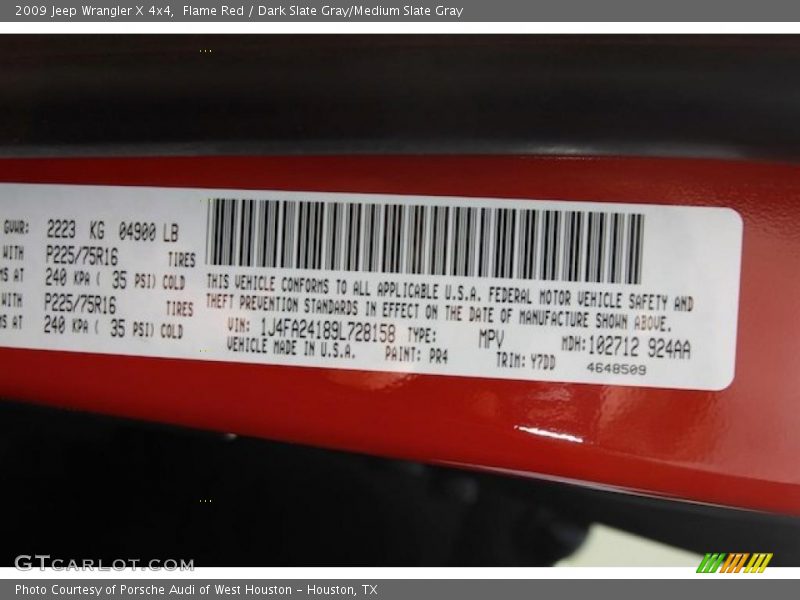 2009 Jeep Wrangler X 4x4,  Flame Red / Dark Slate Gray/Medium Slate Gray
GVWR: 2223 KG 04900 LB
WITH P225/75R16 TIRES
MS AT 240 KPA ( 35 PSI) COLD
WITH P225/75R16 TIRES
MS AT 240 KPA ( 35 PSI) COLD
THIS VEHICLE CONFORMS TO ALL APPLICABLE U.S.A. FEDERAL MOTOR VEHICLE SAFETY AND
THEFT PREVENTION STANDARDS IN EFFECT ON THE DATE OF MANUFACTURE SHOWN ABOVE.
VIN: 1J4FA24189L728158 TYPE: MPV MDH:102712 924AA
VEHICLE MADE IN U.S.A. PAINT: PR4 TRIM: Y7DD 4648509
GTCARLOT.COM
Photo Courtesy of Porsche Audi of West Houston - Houston, TX